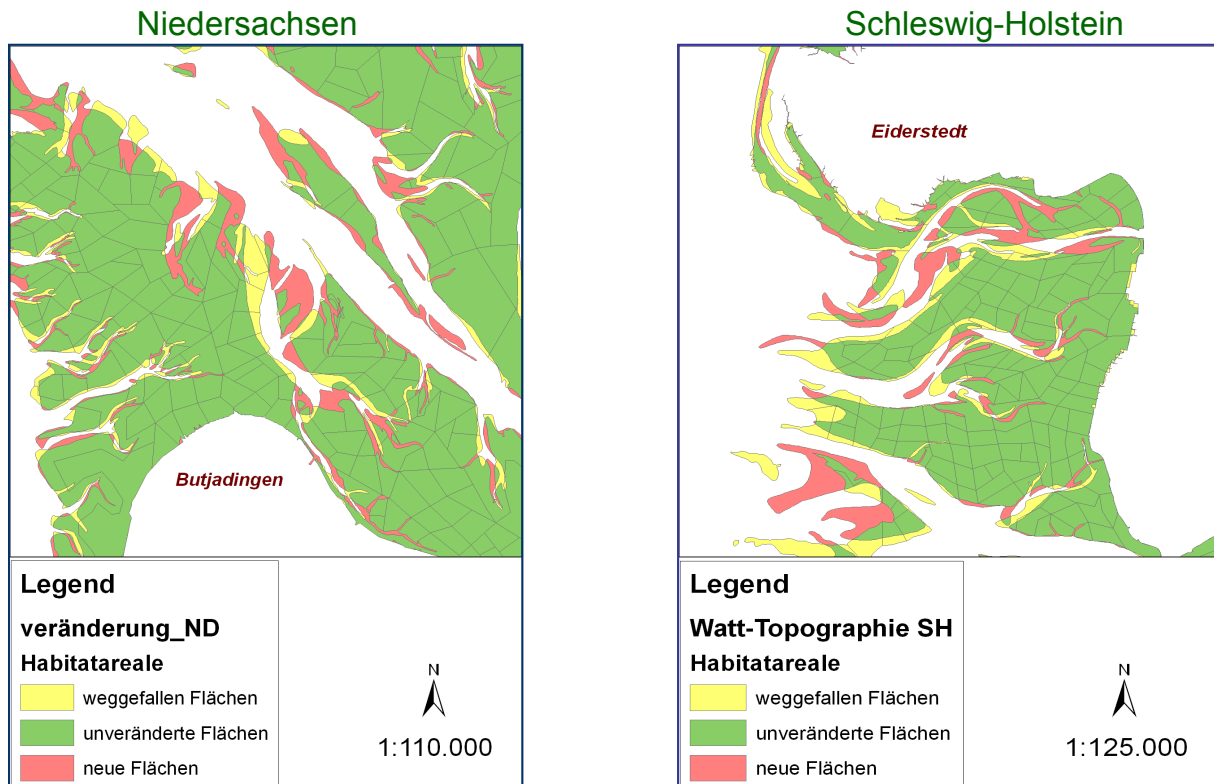 Niedersachsen
Butjadingen
Legend
veränderung_ND
Habitatareale
weggefallen Flächen
unveränderte Flächen
neue Flächen
N
1:110.000
Schleswig-Holstein
Eiderstedt
Legend
Watt-Topographie SH
Habitatareale
weggefallen Flächen
unveränderte Flächen
neue Flächen
N
1:125.000